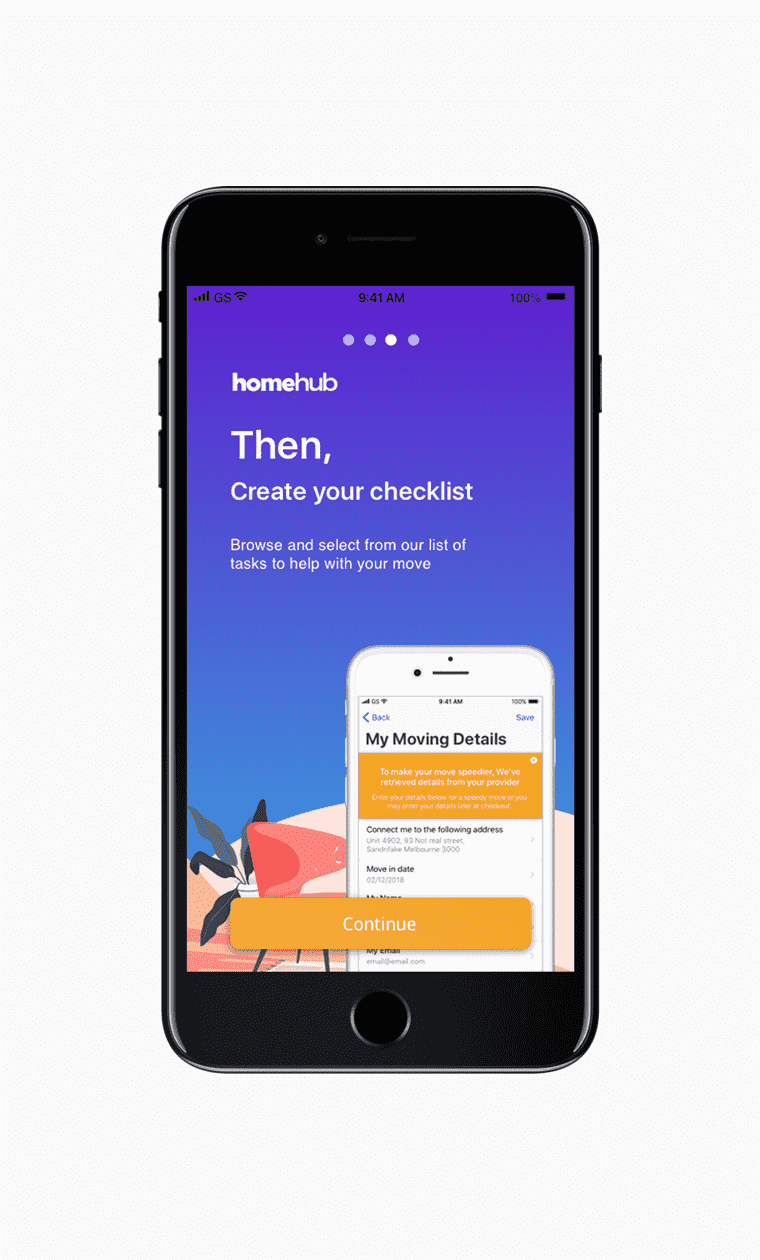 GS 9:41 AM 100%
homehub
Then,
Create your checklist
Browse and select from our list of
tasks to help with your move
GS 9:41 AM 100%
Back Save
My Moving Details
To make your move speedier, We've
retrieved details from your provider
Enter your details below for a speedy move or you
may enter your details later at checkout
Connect me to the following address
Unit 4902, 93 Not real street,
Sandrifake Melbourne 3000
Move in date
02/12/2018
My Name
Continue
My Email
email@email.com